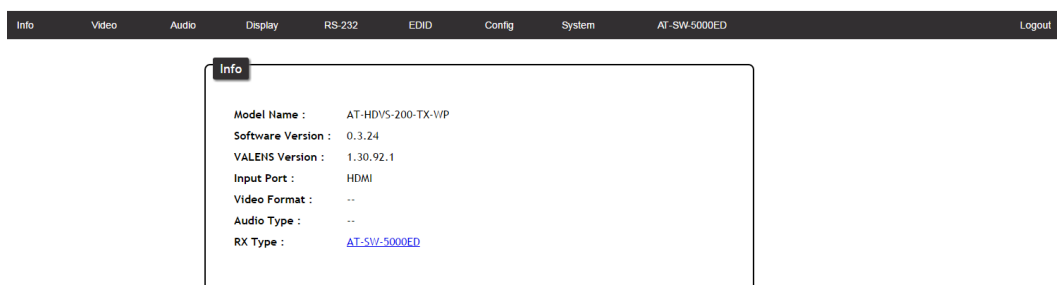 Info Video Audio Display RS-232 EDID Config System AT-SW-5000ED Logout
Info
Model Name : AT-HDVS-200-TX-WP
Software Version : 0.3.24
VALENS Version : 1.30.92.1
Input Port : HDMI
Video Format : --
Audio Type : --
RX Type : AT-SW-5000ED